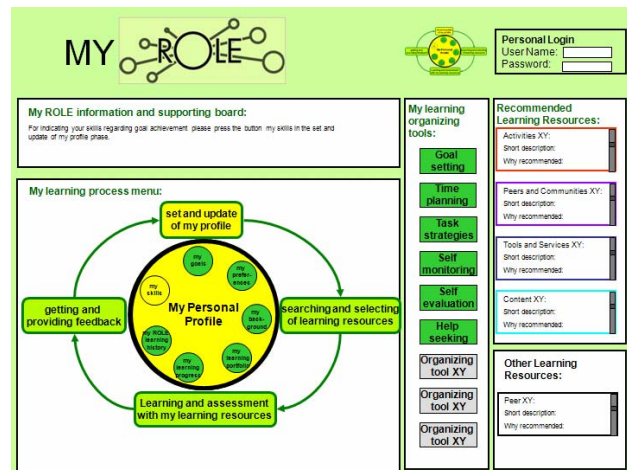 MY ROLE
Personal Login
User Name:
Password:
My ROLE information and supporting board:
For indicating your skills regarding goal achievement please press the button my skills in the set and
update of my profile phase.
My learning process menu:
set and update
of my profile
my
goals
my
prefer-
enses
my
skills
My Personal
Profile
my
back-
ground
getting and
providing feedback
searching and selecting
of learning resources
my ROLE
learning
history
my
learning
progress
my
learning
portfolio
Learning and assessment
with my learning resources
My learning
organizing
tools:
Goal
setting
Time
planning
Task
strategies
Self
monitoring
Self
evaluation
Help
seeking
Organizing
tool XY
Organizing
tool XY
Organizing
tool XY
Recommended
Learning Resources:
Activities XY:
Short description:
Why recommended:
Peers and Communities XY:
Short description:
Why recommended:
Tools and Services XY:
Short description:
Why recommended:
Content XY:
Short description:
Why recommended:
Other Learning
Resources:
Peer XY:
Short description:
Why recommended: